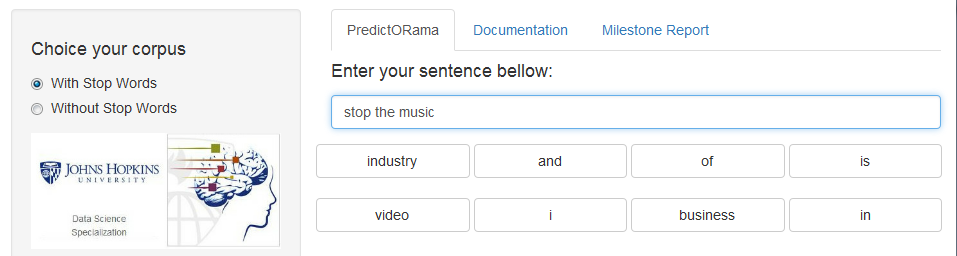 Choice your corpus
With Stop Words
Without Stop Words
JOHNS HOPKINS
UNIVERSITY
Data Science
Specialization
PredictORama Documentation Milestone Report
Enter your sentence bellow:
stop the music
industry and of is
video i business in